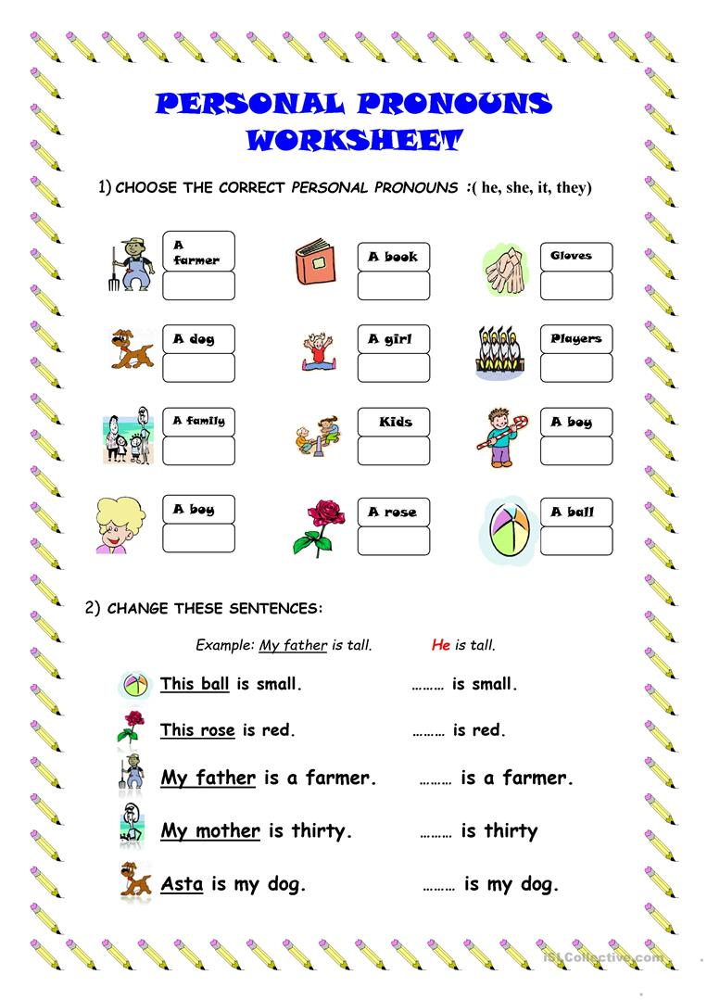 PERSONAL PRONOUNS
WORKSHEET
1) CHOOSE THE CORRECT PERSONAL PRONOUNS :( he, she, it, they)
A
farmer
A book
Gloves
A dog
A girl
Players
A family
Kids
A boy
A boy
A rose
A ball
2) CHANGE THESE SENTENCES:
Example: My father is tall. He is tall.
This ball is small. ……… is small.
This rose is red. ……… is red.
My father is a farmer. ……… is a farmer.
My mother is thirty. ……… is thirty
Asta is my dog. ……… is my dog.
iSLCollective.com